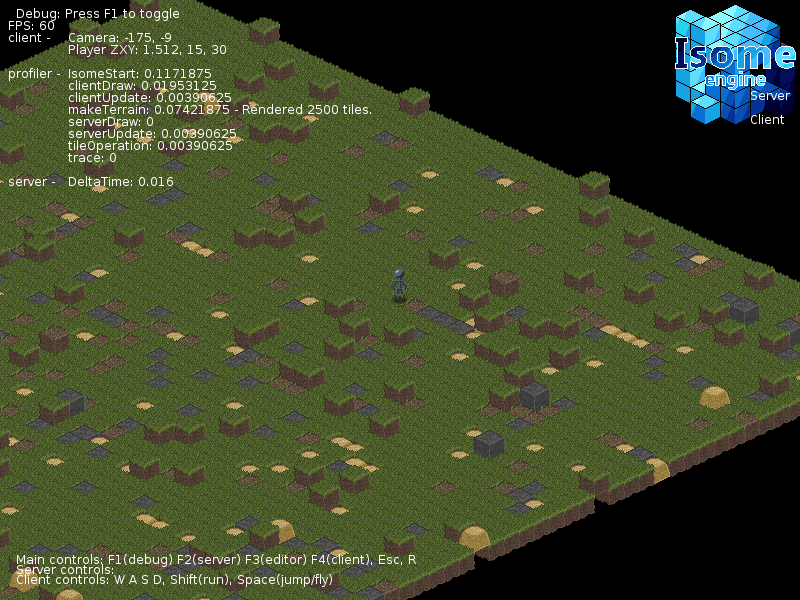 Debug: Press F1 to toggle
FPS: 60
client - Camera: -175, -9
Player ZXY: 1.512, 15, 30
profiler - IsomeStart: 0.1171875
clientDraw: 0.01953125
clientUpdate: 0.00390625
makeTerrain: 0.07421875 - Rendered 2500 tiles.
serverDraw: 0
serverUpdate: 0.00390625
tileOperation: 0.00390625
trace: 0
server - DeltaTime: 0.016
Isome
engine
Server
Client
Main controls: F1(debug) F2(server) F3(editor) F4(client), Esc, R
Server controls:
Client controls: W A S D, Shift(run), Space(jump/fly)